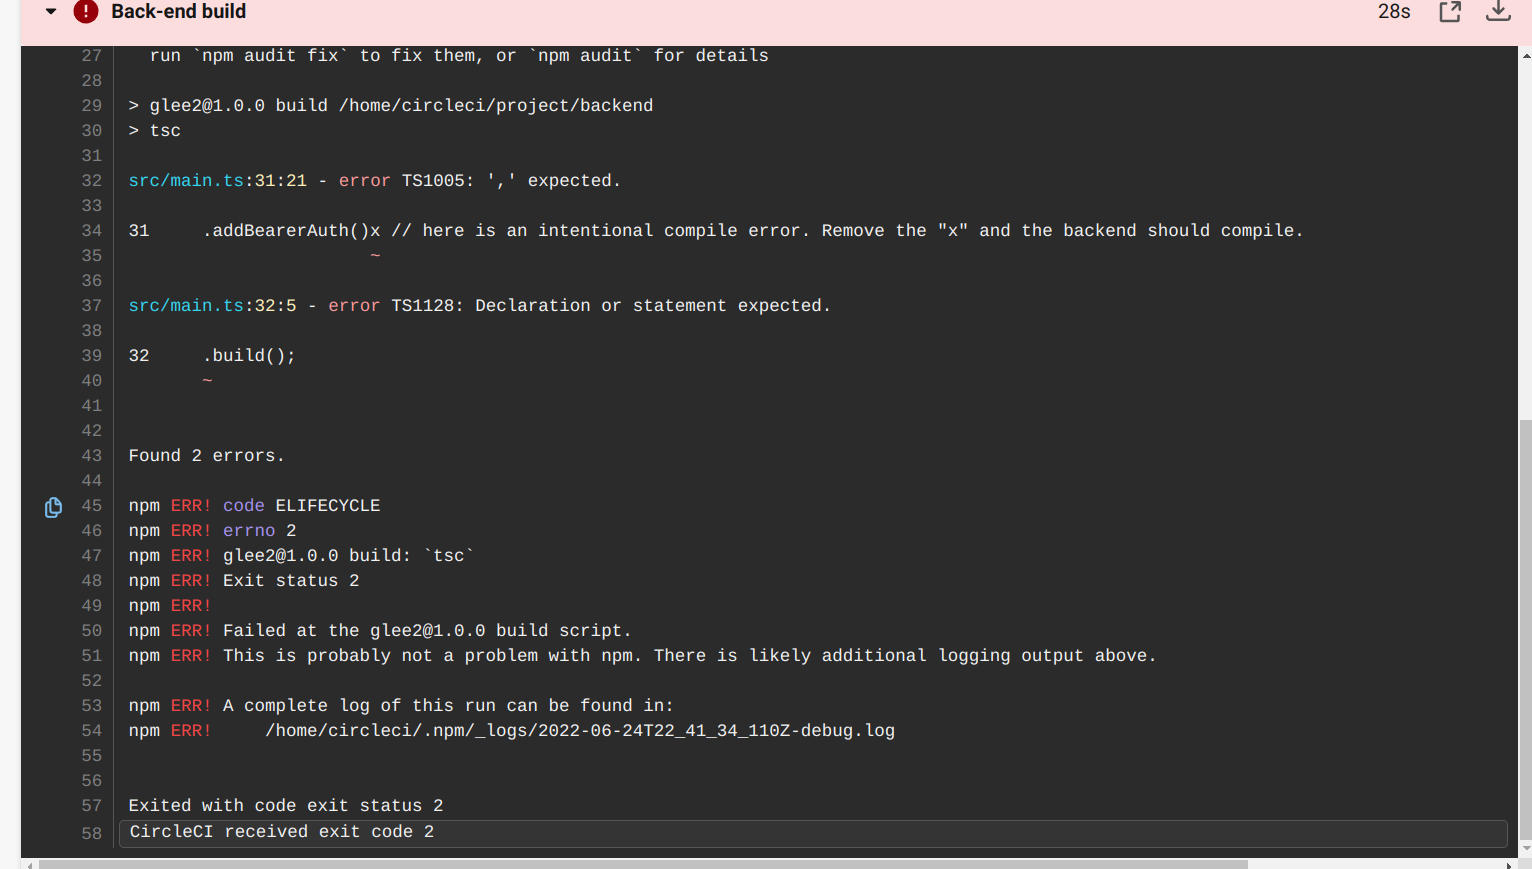 Back-end build 28s
27 run `npm audit fix` to fix them, or `npm audit` for details
28
29 > glee2@1.0.0 build /home/circleci/project/backend
30 > tsc
31
32 src/main.ts:31:21 - error TS1005: ',' expected.
33
34 31     .addBearerAuth()x // here is an intentional compile error. Remove the "x" and the backend should compile.
35 ~
36
37 src/main.ts:32:5 - error TS1128: Declaration or statement expected.
38
39 32     .build();
40 ~
41
42
43 Found 2 errors.
44
45 npm ERR! code ELIFECYCLE
46 npm ERR! errno 2
47 npm ERR! glee2@1.0.0 build: `tsc`
48 npm ERR! Exit status 2
49 npm ERR!
50 npm ERR! Failed at the glee2@1.0.0 build script.
51 npm ERR! This is probably not a problem with npm. There is likely additional logging output above.
52
53 npm ERR! A complete log of this run can be found in:
54 npm ERR!     /home/circleci/.npm/_logs/2022-06-24T22_41_34_110Z-debug.log
55
56
57 Exited with code exit status 2
58 CircleCI received exit code 2